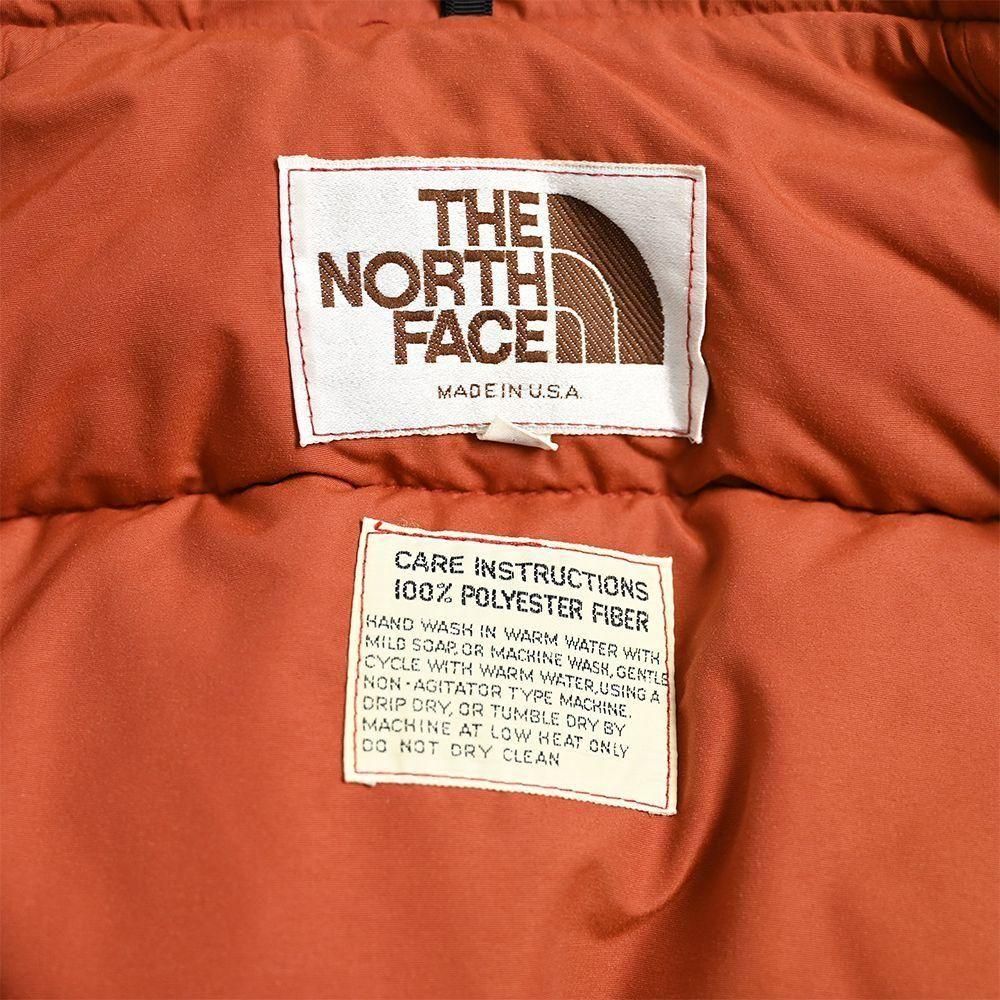 THE
NORTH
FACE
MADE IN U.S.A.
CARE INSTRUCTIONS
100% POLYESTER FIBER
HAND WASH IN WARM WATER WITH
MILD SOAP, OR MACHINE WASH, GENTLE
CYCLE WITH WARM WATER, USING A
NON-AGITATOR TYPE MACHINE.
DRIP DRY, OR TUMBLE DRY BY
MACHINE AT LOW HEAT ONLY
DO NOT DRY CLEAN